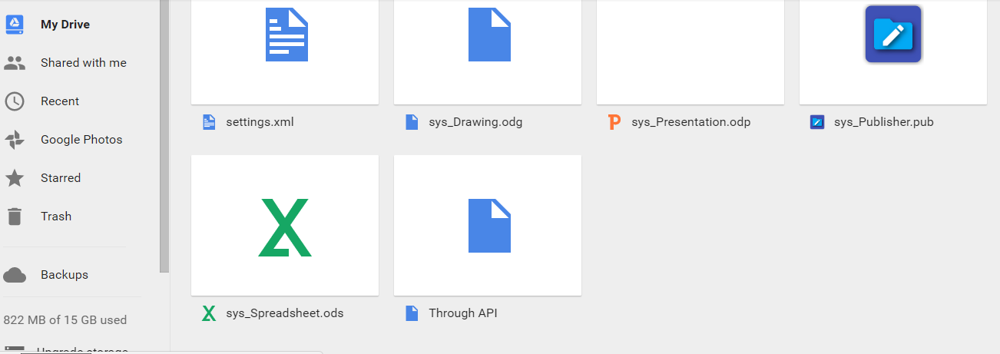 My Drive
Shared with me
Recent
Google Photos
Starred
Trash
Backups
822 MB of 15 GB used
Upgrade storage
settings.xml
sys_Drawing.odg
sys_Presentation.odp
sys_Publisher.pub
sys_Spreadsheet.ods
Through API